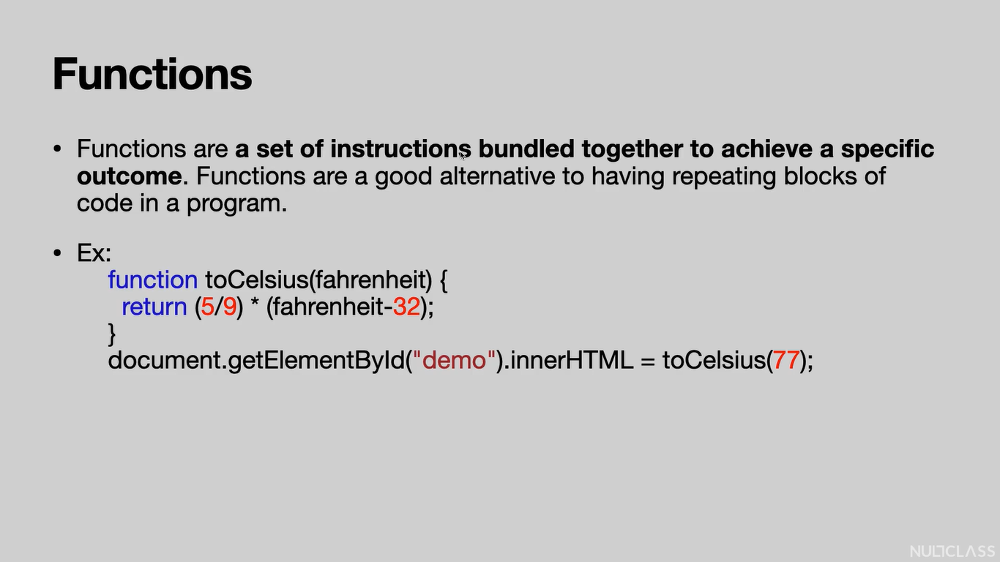 Functions
• Functions are a set of instructions bundled together to achieve a specific
outcome. Functions are a good alternative to having repeating blocks of
code in a program.
• Ex:
function toCelsius(fahrenheit) {
return (5/9) * (fahrenheit-32);
}
document.getElementById("demo").innerHTML = toCelsius(77);
NULLCLASS